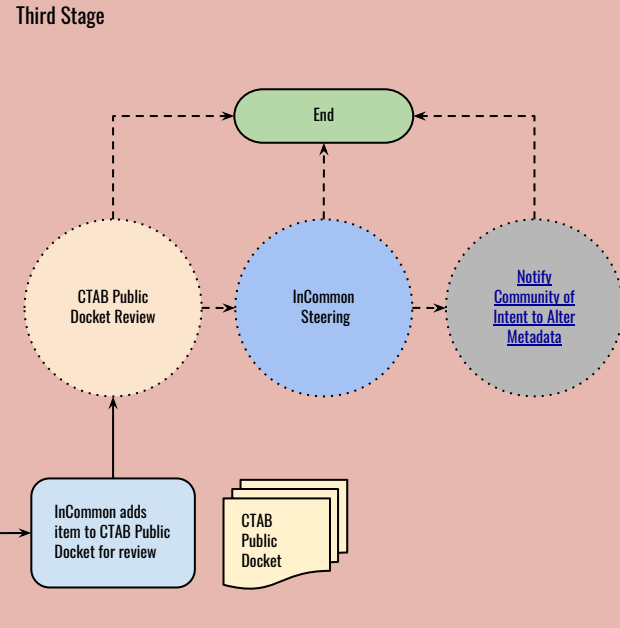 Third Stage
End
CTAB Public
Docket Review
InCommon
Steering
Notify
Community of
Intent to Alter
Metadata
InCommon adds
item to CTAB Public
Docket for review
CTAB
Public
Docket